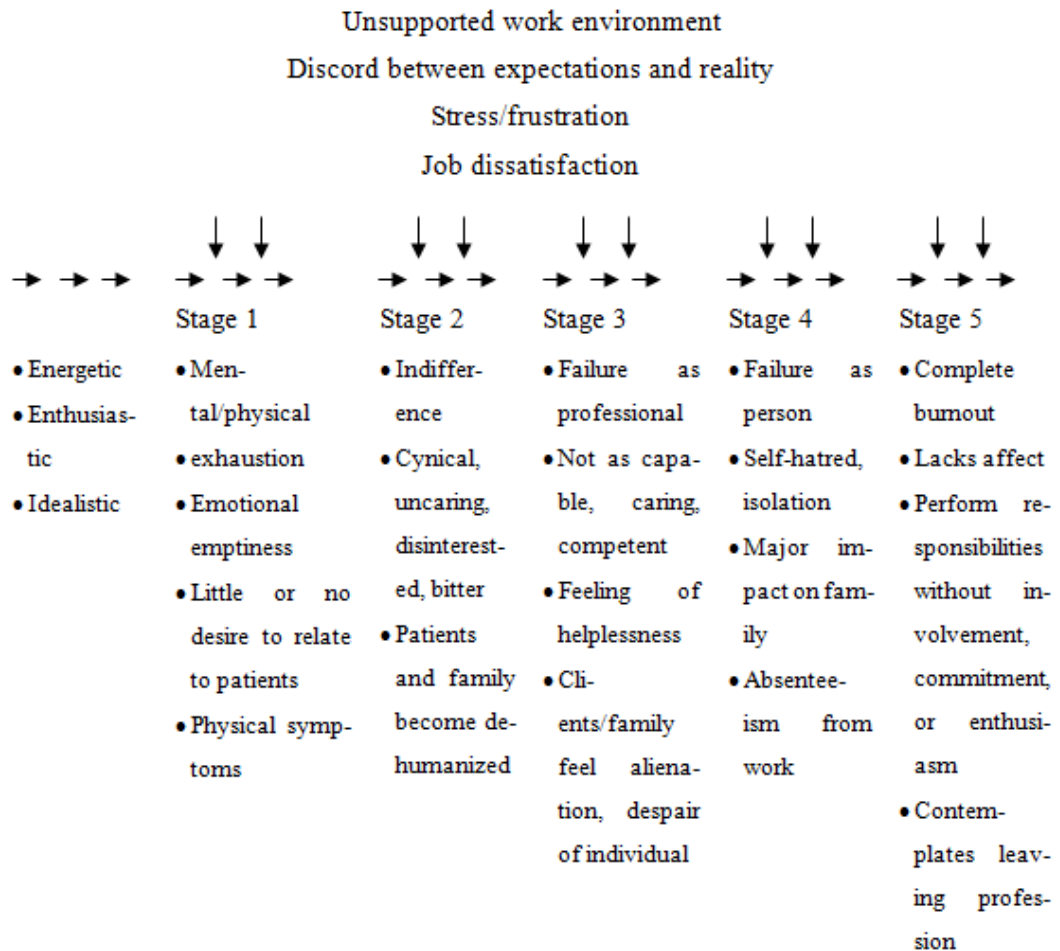 Unsupported work environment
Discord between expectations and reality
Stress/frustration
Job dissatisfaction
• Energetic
• Enthusias-
tic
• Idealistic
Stage 1
• Men-
tal/physical
• exhaustion
• Emotional
emptiness
• Little or no
desire to relate
to patients
• Physical symp-
toms
Stage 2
• Indiffer-
ence
• Cynical,
uncaring,
disinterest-
ed, bitter
• Patients
and family
become de-
humanized
Stage 3
• Failure as
professional
• Not as capa-
ble, caring,
competent
• Feeling of
helplessness
• Cli-
ents/family
feel aliena-
tion, despair
of individual
Stage 4
• Failure as
person
• Self-hatred,
isolation
• Major im-
pact on fam-
ily
• Absentee-
ism from
work
Stage 5
• Complete
burnout
• Lacks affect
• Perform re-
sponsibilities
without in-
volvement,
commitment,
or enthusi-
asm
• Contem-
plates leav-
ing profes-
sion